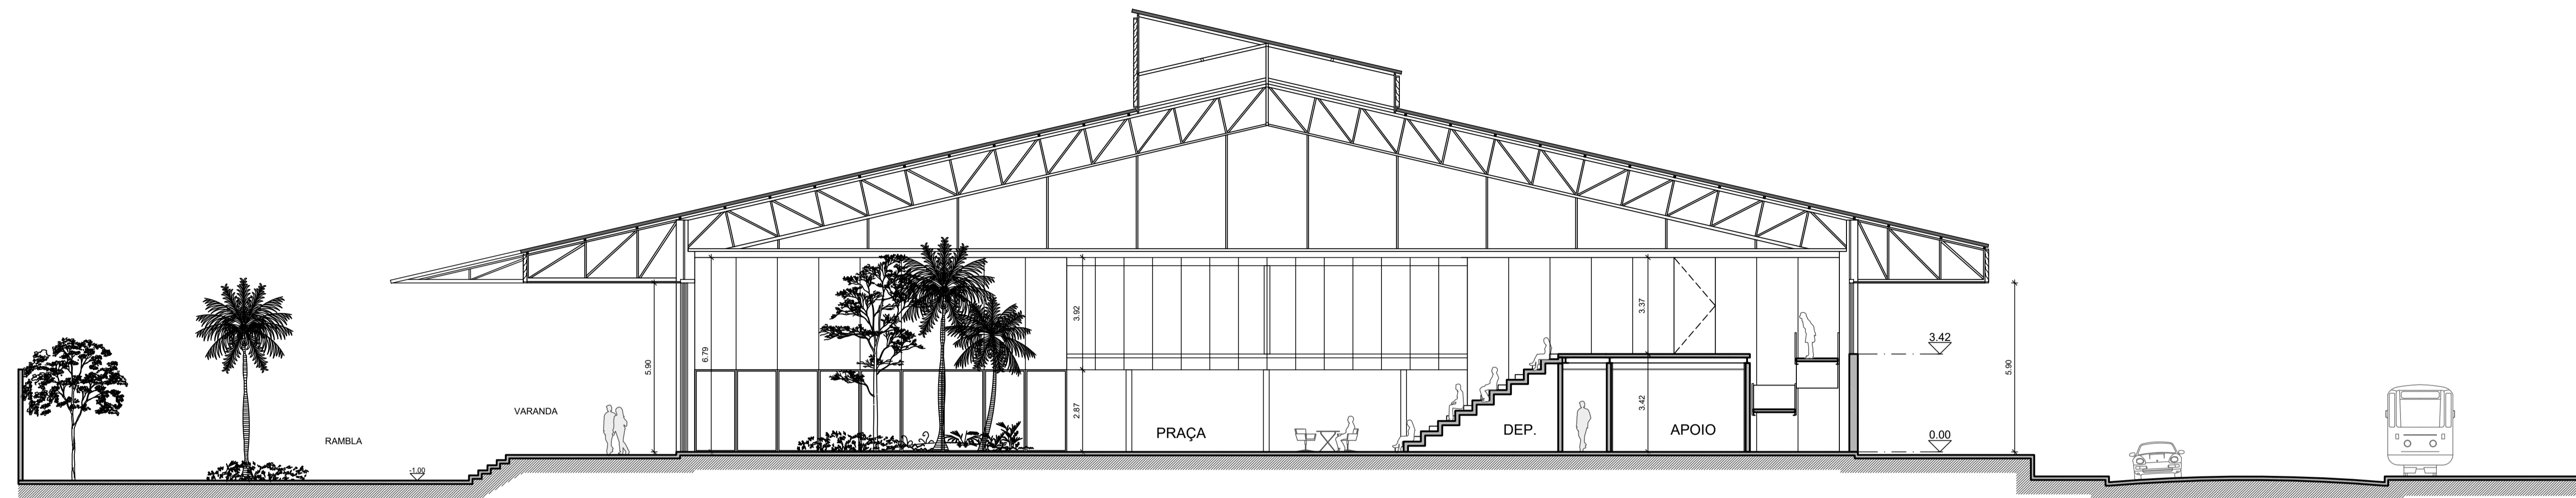 3.92
3.37
3.42
6.79
5.90
5.90
VARANDA
2.87
3.42
RAMBLA
PRAÇA
DEP.
APOIO
0.00
-1.00